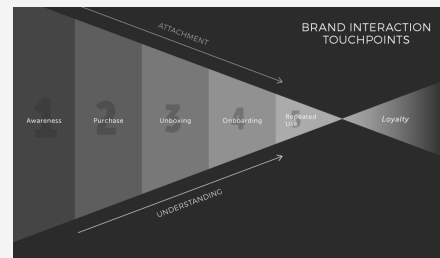 BRAND INTERACTION
TOUCHPOINTS
ATTACHMENT
1
Awareness
2
Purchase
3
Unboxing
4
Onboarding
5
Repeated
Use
Loyalty
UNDERSTANDING